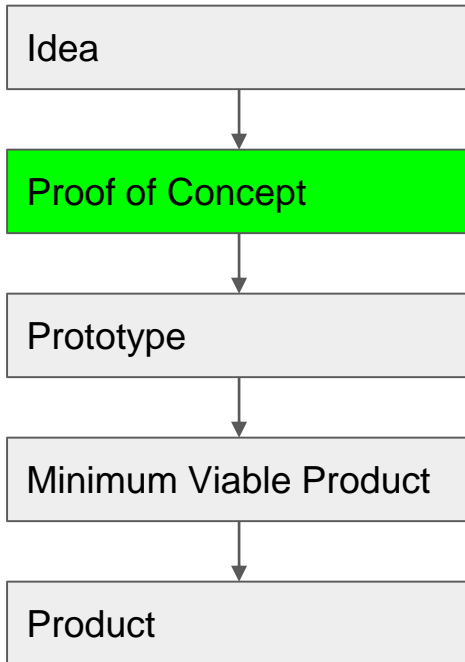 Idea
Proof of Concept
Prototype
Minimum Viable Product
Product